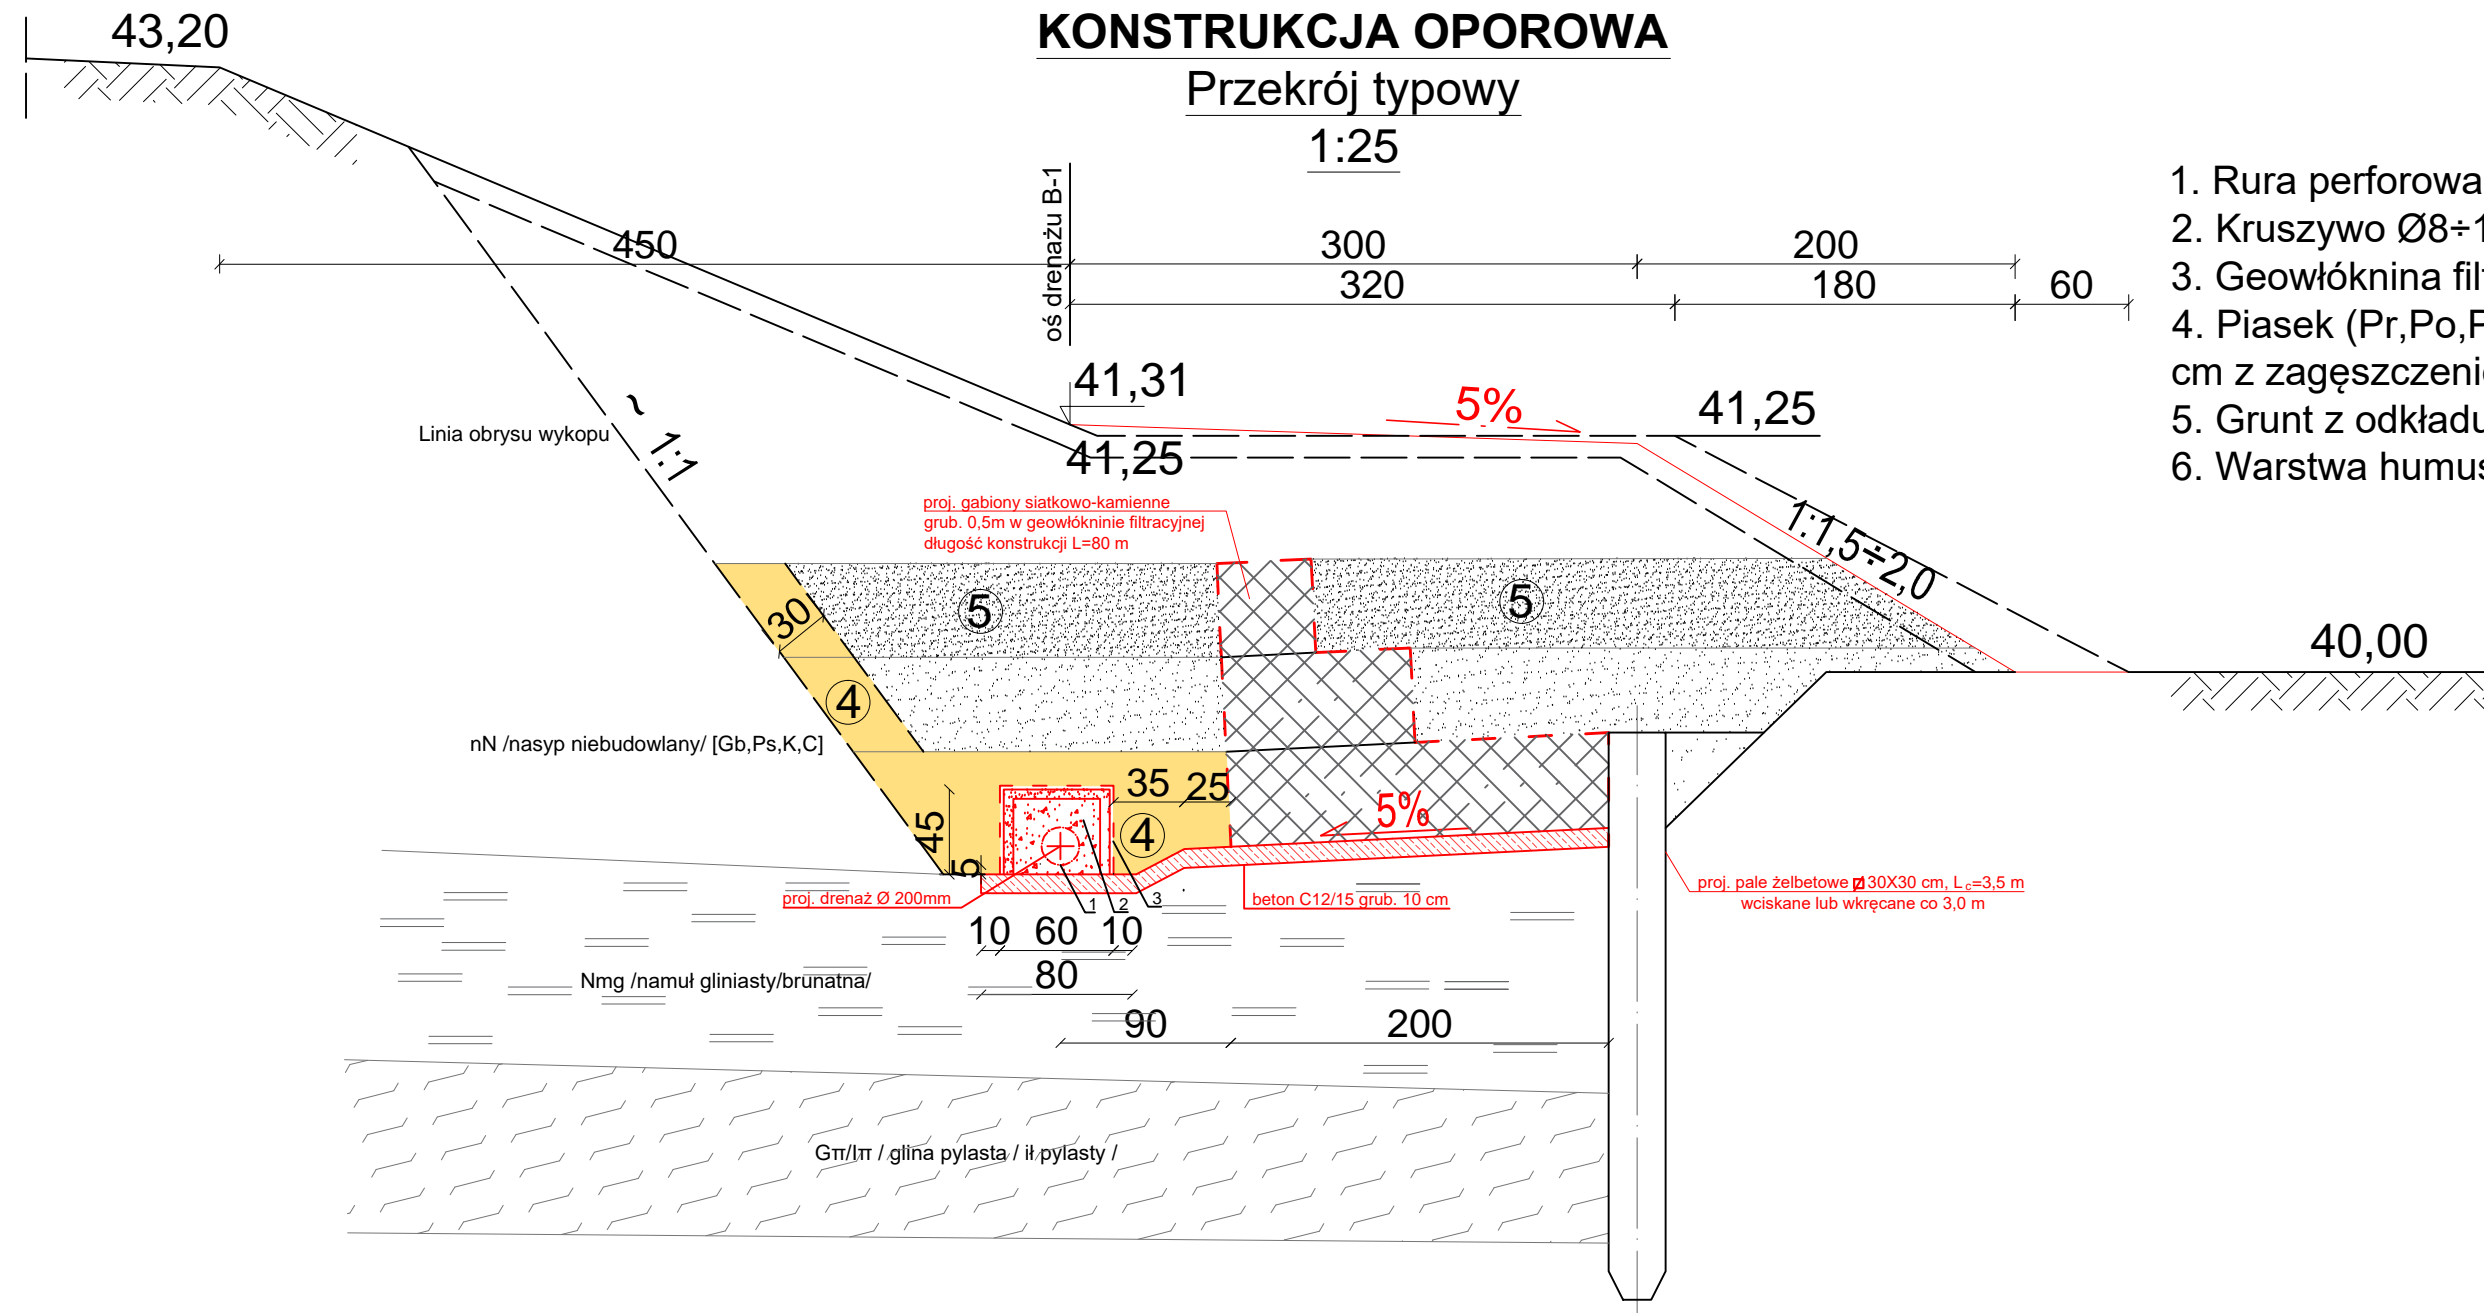 KONSTRUKCJA OPOROWA
Przekrój typowy
1:25
43,20
oś drenażu B-1
450
300
200
320
180
60
1. Rura perforowa
2. Kruszywo Ø8÷1
3. Geowłóknina fil
4. Piasek (Pr,Po,P
cm z zagęszczeni
5. Grunt z odkładu
6. Warstwa humus
41,31
5%
41,25
41,25
Linia obrysu wykopu
~ 1:1
proj. gabiony siatkowo-kamienne
grub. 0,5m w geowłókninie filtracyjnej
długość konstrukcji L=80 m
1:1,5÷2,0
30
5
5
40,00
4
nN /nasyp niebudowlany/ [Gb,Ps,K,C]
35
25
45
5
4
5%
proj. drenaż Ø 200mm
1
2
3
beton C12/15 grub. 10 cm
proj. pale żelbetowe 30X30 cm, Lc=3,5 m
wciskane lub wkręcane co 3,0 m
10
60
10
80
Nmg /namuł gliniasty/brunatna/
90
200
Gπ/Iπ / glina pylasta / ił pylasty /